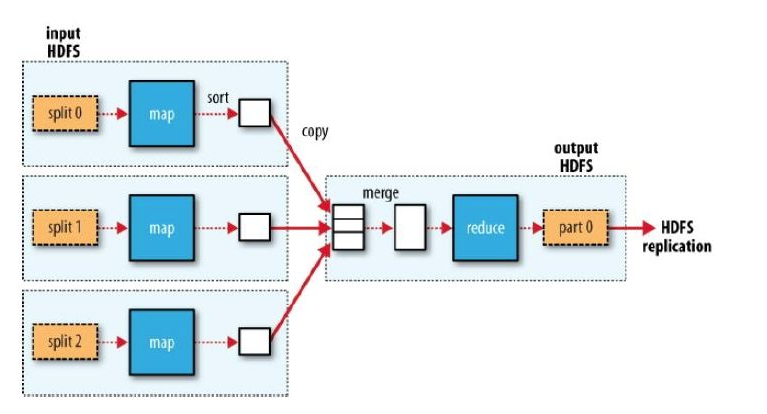 input
HDFS
split 0
map
sort
copy
split 1
map
split 2
map
merge
reduce
output
HDFS
part 0
HDFS
replication